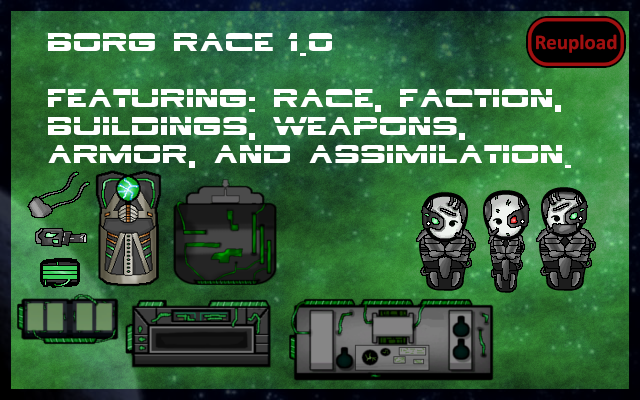 BORG RACE 1.0
Reupload
FEATURING: RACE, FACTION,
BUILDINGS, WEAPONS,
ARMOR, AND ASSIMILATION.